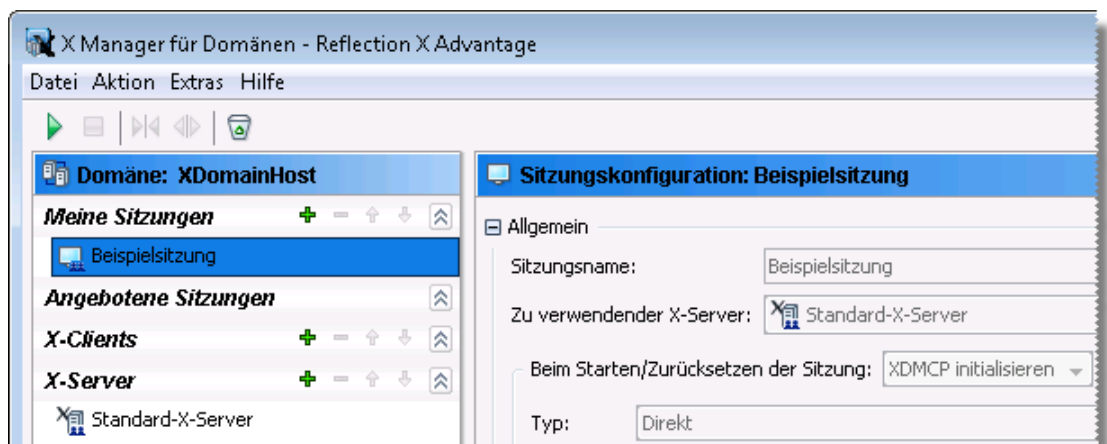 X Manager für Domänen - Reflection X Advantage
Datei Aktion Extras Hilfe
Domäne: XDomainHost
Meine Sitzungen
Beispielsitzung
Angebotene Sitzungen
X-Clients
X-Server
Standard-X-Server
Sitzungskonfiguration: Beispielsitzung
Allgemein
Sitzungsname: Beispielsitzung
Zu verwendender X-Server: Standard-X-Server
Beim Starten/Zurücksetzen der Sitzung: XDMCP initialisieren
Typ: Direkt